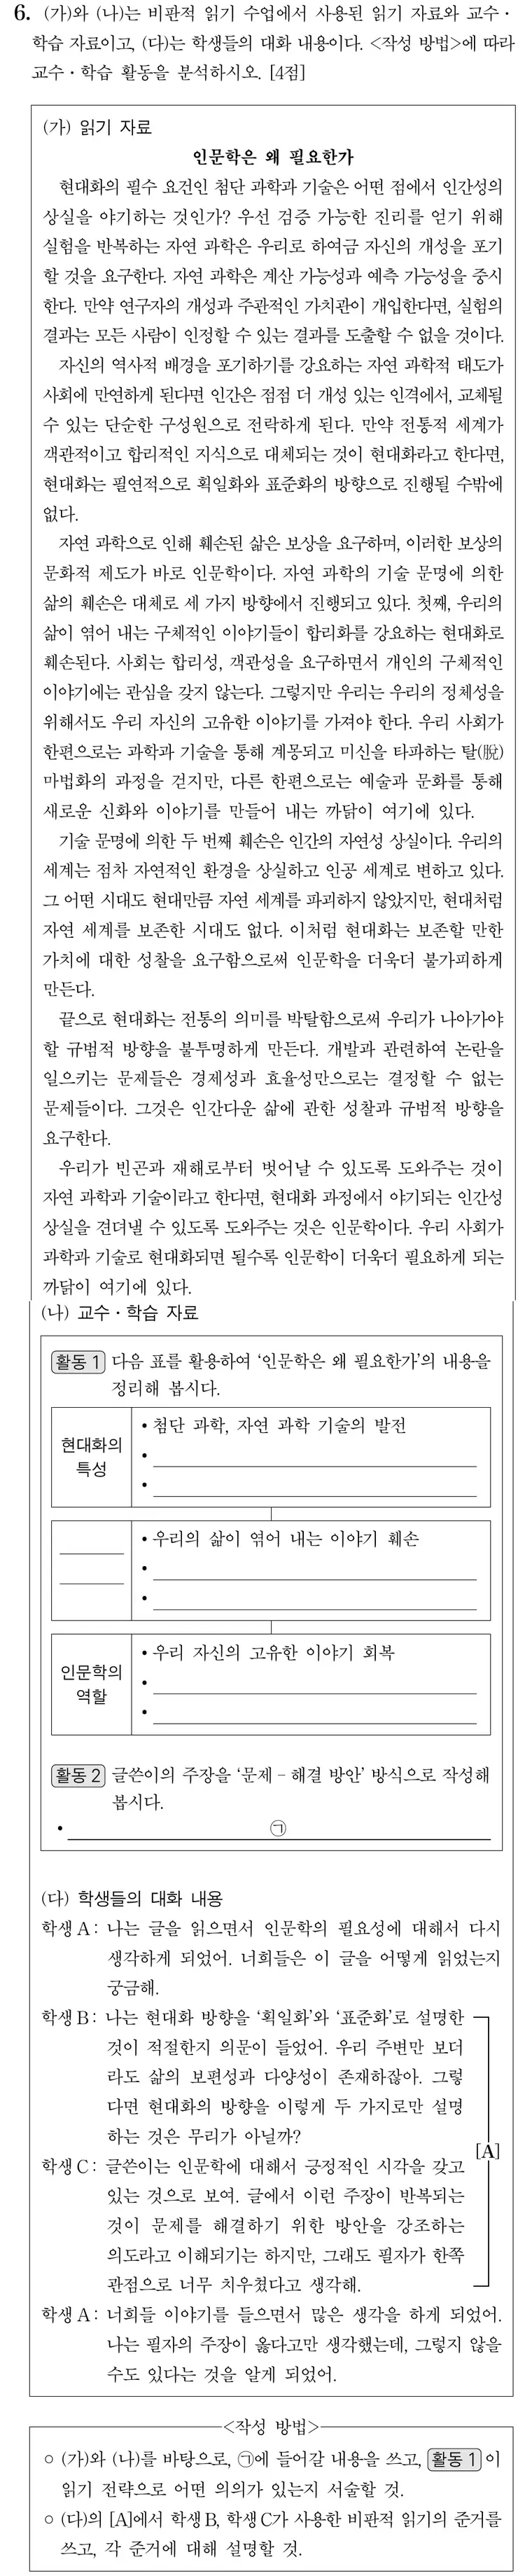 6. (가)와 (나)는 비판적 읽기 수업에서 사용된 읽기 자료와 교수·
학습 자료이고, (다)는 학생들의 대화 내용이다. <작성 방법>에 따라
교수·학습 활동을 분석하시오. [4점]
(가) 읽기 자료
인문학은 왜 필요한가
현대화의 필수 요건인 첨단 과학과 기술은 어떤 점에서 인간성의
상실을 야기하는 것인가? 우선 검증 가능한 진리를 얻기 위해
실험을 반복하는 자연 과학은 우리로 하여금 자신의 개성을 포기
할 것을 요구한다. 자연 과학은 계산 가능성과 예측 가능성을 중시
한다. 만약 연구자의 개성과 주관적인 가치관이 개입한다면, 실험의
결과는 모든 사람이 인정할 수 있는 결과를 도출할 수 없을 것이다.
자신의 역사적 배경을 포기하기를 강요하는 자연 과학적 태도가
사회에 만연하게 된다면 인간은 점점 더 개성 있는 인격에서, 교체될
수 있는 단순한 구성원으로 전락하게 된다. 만약 전통적 세계가
객관적이고 합리적인 지식으로 대체되는 것이 현대화라고 한다면,
현대화는 필연적으로 획일화와 표준화의 방향으로 진행될 수밖에
없다.
자연 과학으로 인해 훼손된 삶은 보상을 요구하며, 이러한 보상의
문화적 제도가 바로 인문학이다. 자연 과학의 기술 문명에 의한
삶의 훼손은 대체로 세 가지 방향에서 진행되고 있다. 첫째, 우리의
삶이 엮어 내는 구체적인 이야기들이 합리화를 강요하는 현대화로
훼손된다. 사회는 합리성, 객관성을 요구하면서 개인의 구체적인
이야기에는 관심을 갖지 않는다. 그렇지만 우리는 우리의 정체성을
위해서도 우리 자신의 고유한 이야기를 가져야 한다. 우리 사회가
한편으로는 과학과 기술을 통해 계몽되고 미신을 타파하는 탈(脫)
마법화의 과정을 걷지만, 다른 한편으로는 예술과 문화를 통해
새로운 신화와 이야기를 만들어 내는 까닭이 여기에 있다.
기술 문명에 의한 두 번째 훼손은 인간의 자연성 상실이다. 우리의
세계는 점차 자연적인 환경을 상실하고 인공 세계로 변하고 있다.
그 어떤 시대도 현대만큼 자연 세계를 파괴하지 않았지만, 현대처럼
자연 세계를 보존한 시대도 없다. 이처럼 현대화는 보존할 만한
가치에 대한 성찰을 요구함으로써 인문학을 더욱더 불가피하게
만든다.
끝으로 현대화는 전통의 의미를 박탈함으로써 우리가 나아가야
할 규범적 방향을 불투명하게 만든다. 개발과 관련하여 논란을
일으키는 문제들은 경제성과 효율성만으로는 결정할 수 없는
문제들이다. 그것은 인간다운 삶에 관한 성찰과 규범적 방향을
요구한다.
우리가 빈곤과 재해로부터 벗어날 수 있도록 도와주는 것이
자연 과학과 기술이라고 한다면, 현대화 과정에서 야기되는 인간성
상실을 견뎌낼 수 있도록 도와주는 것은 인문학이다. 우리 사회가
과학과 기술로 현대화되면 될수록 인문학이 더욱더 필요하게 되는
까닭이 여기에 있다.
(나) 교수·학습 자료
활동 1 다음 표를 활용하여 '인문학은 왜 필요한가'의 내용을
정리해 봅시다.
현대화의
특성
• 첨단 과학, 자연 과학 기술의 발전
•
•
• 우리의 삶이 엮어 내는 이야기 훼손
•
•
인문학의
역할
• 우리 자신의 고유한 이야기 회복
•
•
활동 2 글쓴이의 주장을 '문제 - 해결 방안' 방식으로 작성해
봅시다.
• ㉠
(다) 학생들의 대화 내용
학생 A: 나는 글을 읽으면서 인문학의 필요성에 대해서 다시
생각하게 되었어. 너희들은 이 글을 어떻게 읽었는지
궁금해.
학생 B: 나는 현대화 방향을 '획일화'와 '표준화'로 설명한
것이 적절한지 의문이 들었어. 우리 주변만 보더
라도 삶의 보편성과 다양성이 존재하잖아. 그렇
다면 현대화의 방향을 이렇게 두 가지로만 설명
하는 것은 무리가 아닐까?
[A]
학생 C: 글쓴이는 인문학에 대해서 긍정적인 시각을 갖고
있는 것으로 보여. 글에서 이런 주장이 반복되는
것이 문제를 해결하기 위한 방안을 강조하는
의도라고 이해되기는 하지만, 그래도 필자가 한쪽
관점으로 너무 치우쳤다고 생각해.
학생 A: 너희들 이야기를 들으면서 많은 생각을 하게 되었어.
나는 필자의 주장이 옳다고만 생각했는데, 그렇지 않을
수도 있다는 것을 알게 되었어.
<작성 방법>
○ (가)와 (나)를 바탕으로, ㉠에 들어갈 내용을 쓰고, 활동 1 이
읽기 전략으로 어떤 의의가 있는지 서술할 것.
○ (다)의 [A]에서 학생 B, 학생 C가 사용한 비판적 읽기의 준거를
쓰고, 각 준거에 대해 설명할 것.